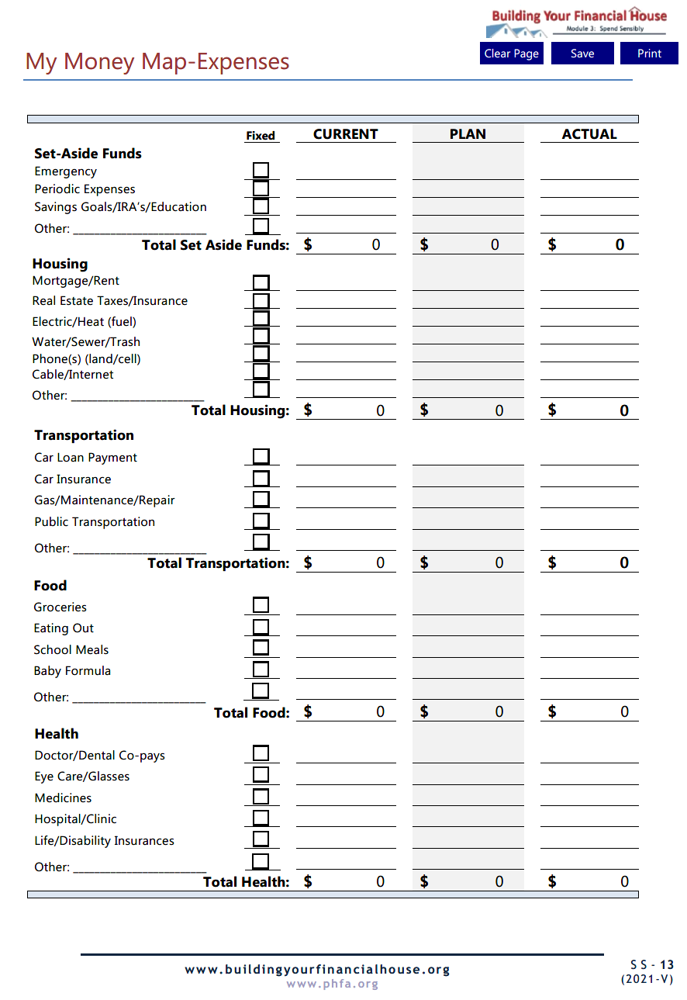 Building Your Financial House
Module 3: Spend Sensibly
Clear Page Save Print
My Money Map-Expenses
Fixed CURRENT PLAN ACTUAL
Set-Aside Funds
Emergency
Periodic Expenses
Savings Goals/IRA's/Education
Other: ________________________
Total Set Aside Funds: $ 0 $ 0 $ 0
Housing
Mortgage/Rent
Real Estate Taxes/Insurance
Electric/Heat (fuel)
Water/Sewer/Trash
Phone(s) (land/cell)
Cable/Internet
Other: ________________________
Total Housing: $ 0 $ 0 $ 0
Transportation
Car Loan Payment
Car Insurance
Gas/Maintenance/Repair
Public Transportation
Other: ________________________
Total Transportation: $ 0 $ 0 $ 0
Food
Groceries
Eating Out
School Meals
Baby Formula
Other: ________________________
Total Food: $ 0 $ 0 $ 0
Health
Doctor/Dental Co-pays
Eye Care/Glasses
Medicines
Hospital/Clinic
Life/Disability Insurances
Other: ________________________
Total Health: $ 0 $ 0 $ 0
www.buildingyourfinancialhouse.org
www.phfa.org
SS - 13
(2021-V)